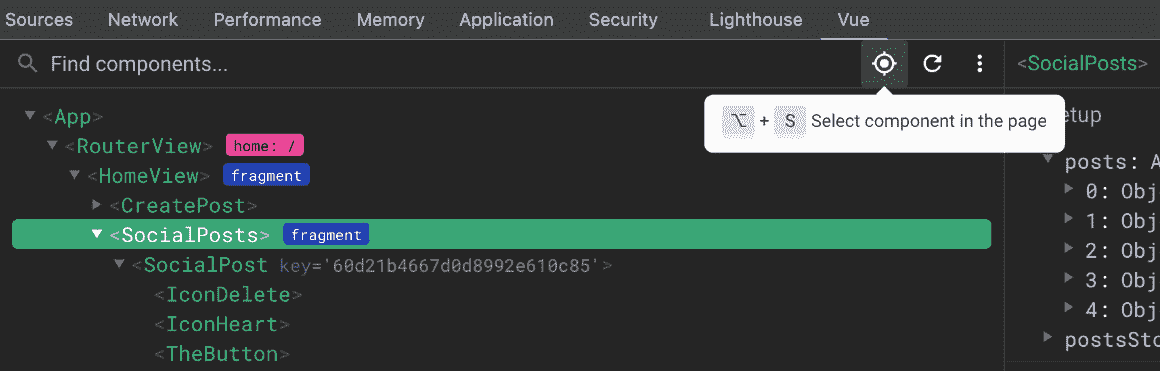 Sources Network Performance Memory Application Security Lighthouse Vue
Find components... <SocialPosts>
⌥ + S Select component in the page
etup
<App>
<RouterView> home: /
<HomeView> fragment
<CreatePost>
<SocialPosts> fragment
<SocialPost key='60d21b4667d0d8992e610c85'>
<IconDelete>
<IconHeart>
<TheButton>
posts: A
0: Obj
1: Obj
2: Obj
3: Obj
4: Obj
postsSto